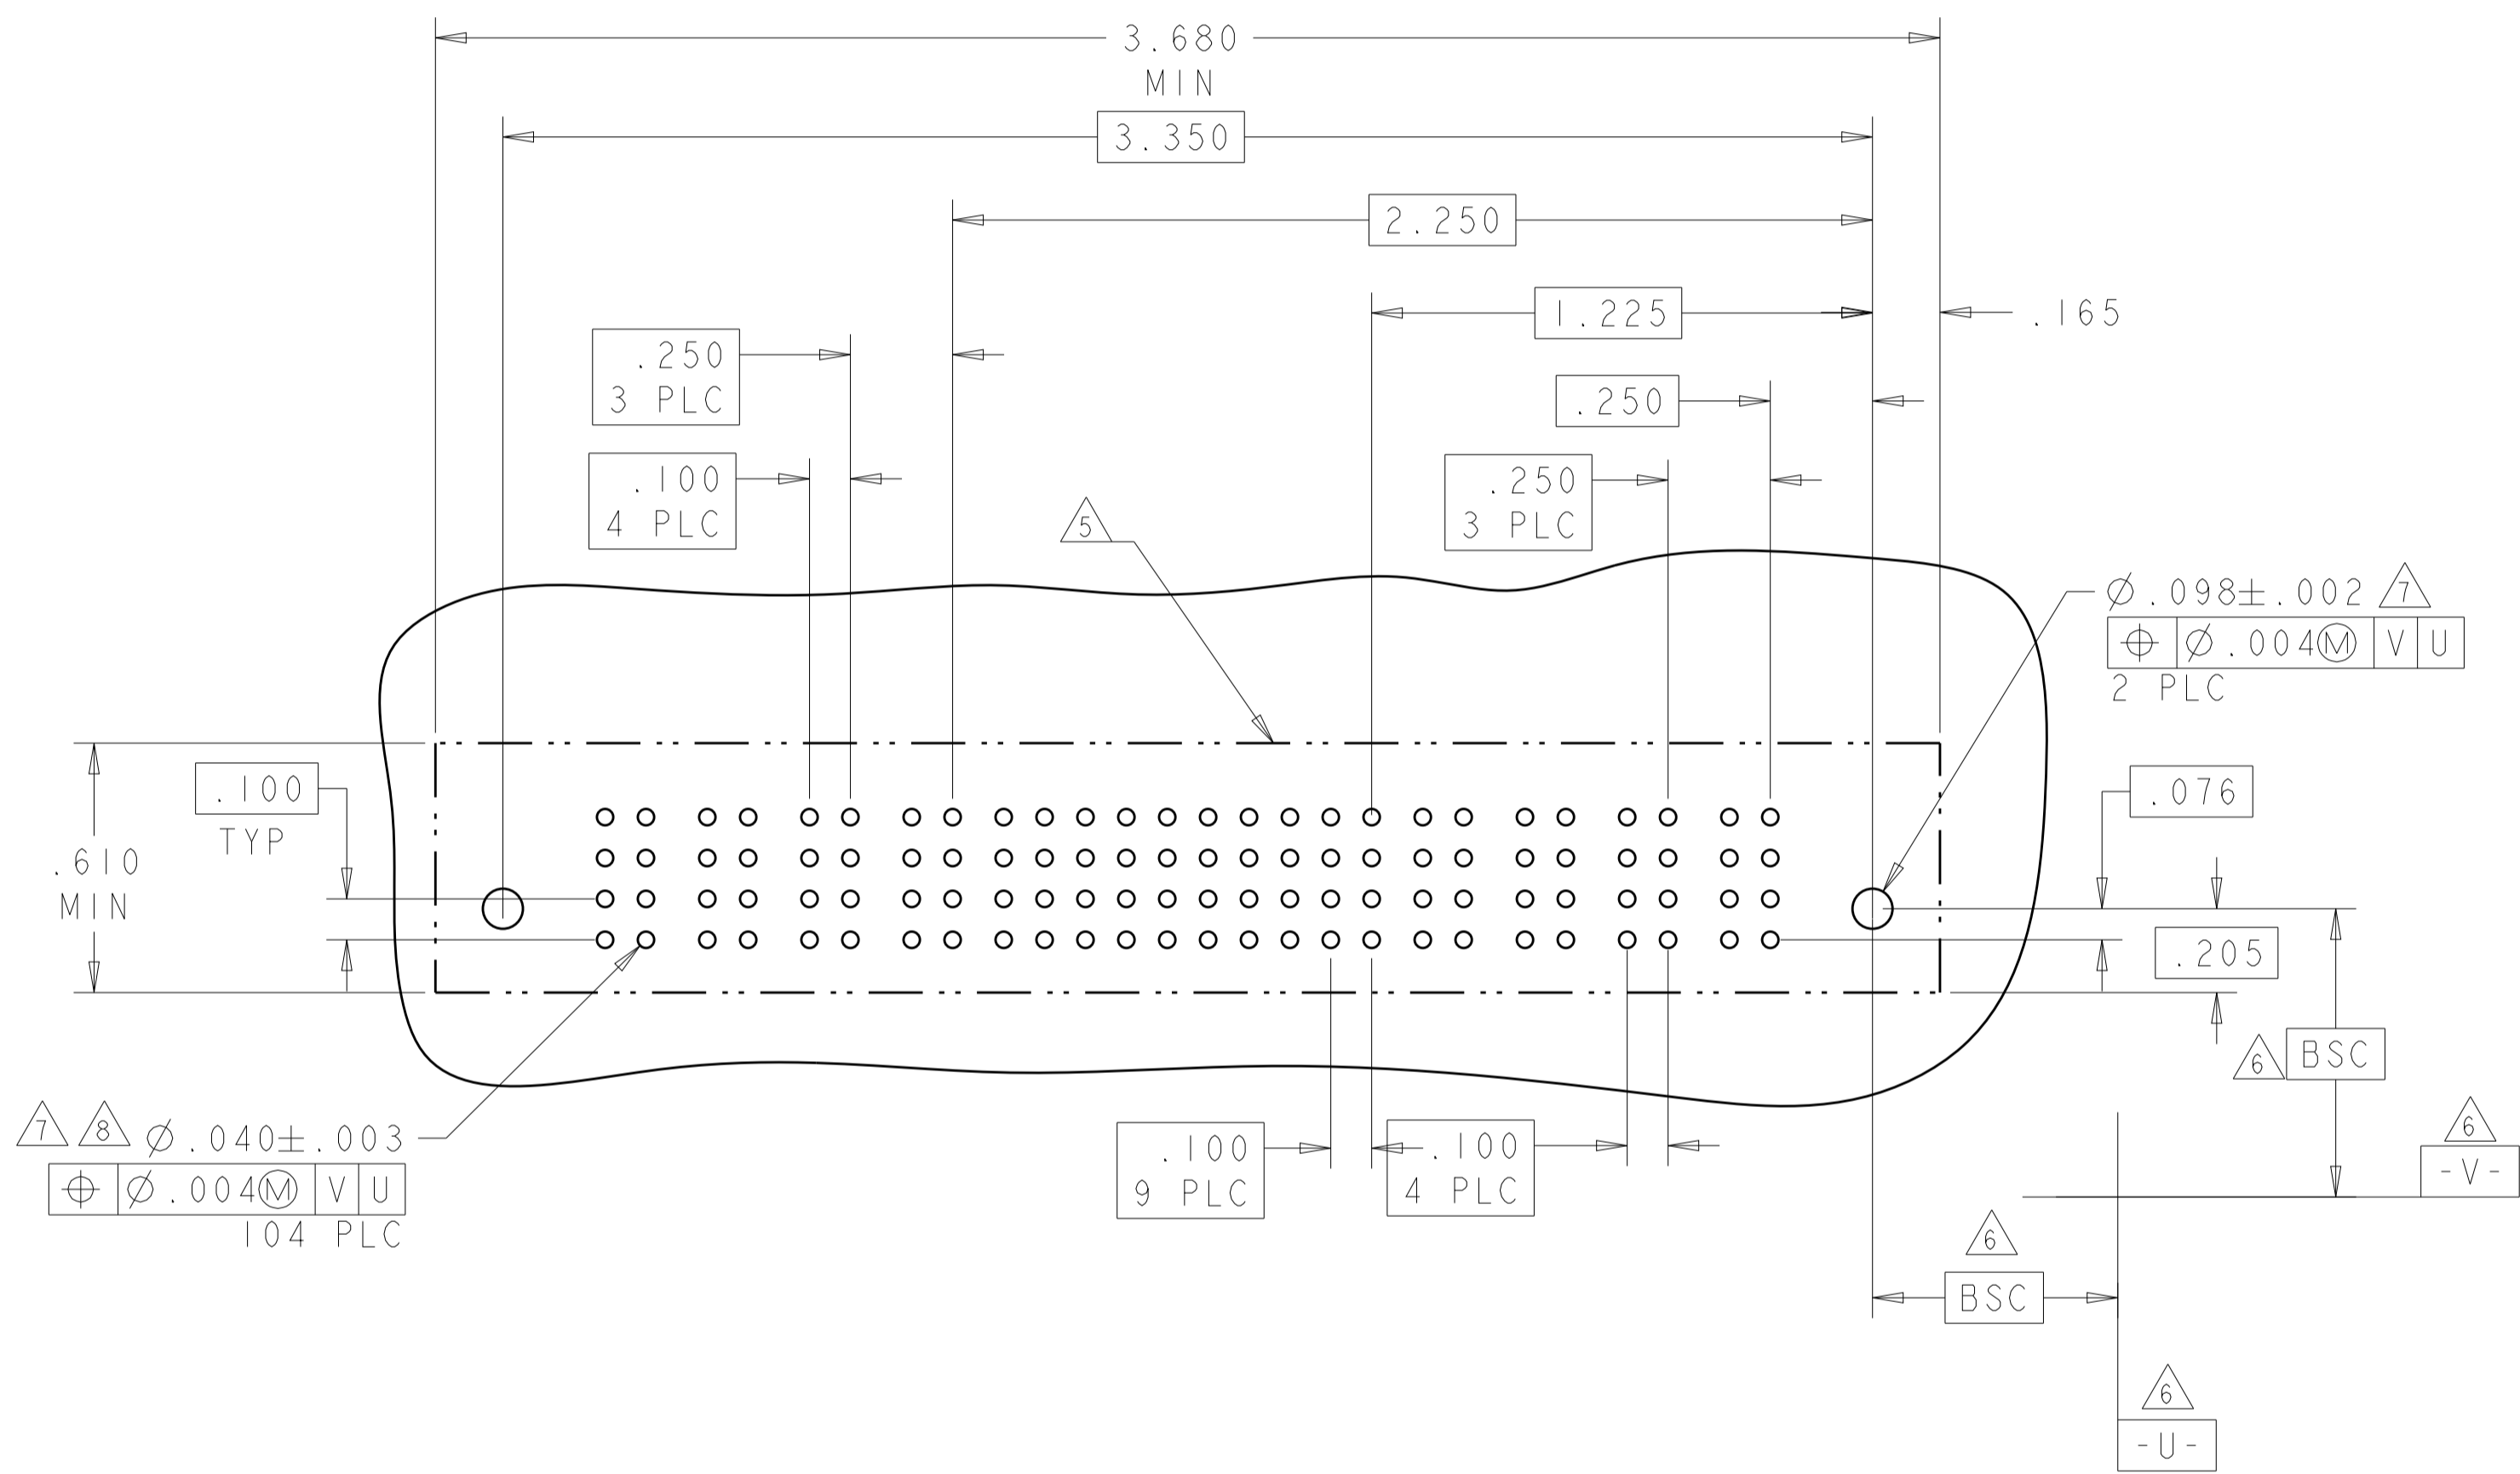 3.680
MIN
3.350
2.250
1.225
.165
.250
3 PLC
.250
.100
4 PLC
.250
3 PLC
5
⌀.098±.002 7
⌖ ⌀.004Ⓜ V U
2 PLC
.100
TYP
.076
.610
MIN
.205
6 BSC
7 8 ⌀.040±.003
⌖ ⌀.004Ⓜ V U
104 PLC
.100
9 PLC
.100
4 PLC
6
-V-
6
BSC
6
-U-